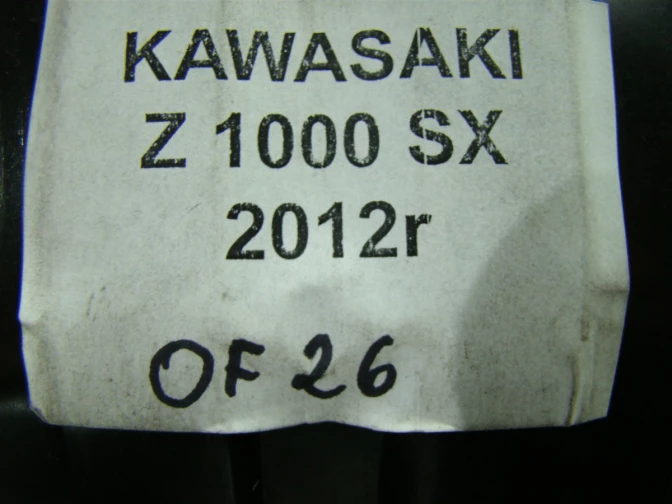 KAWASAKI
Z 1000 SX
2012r
OF 26